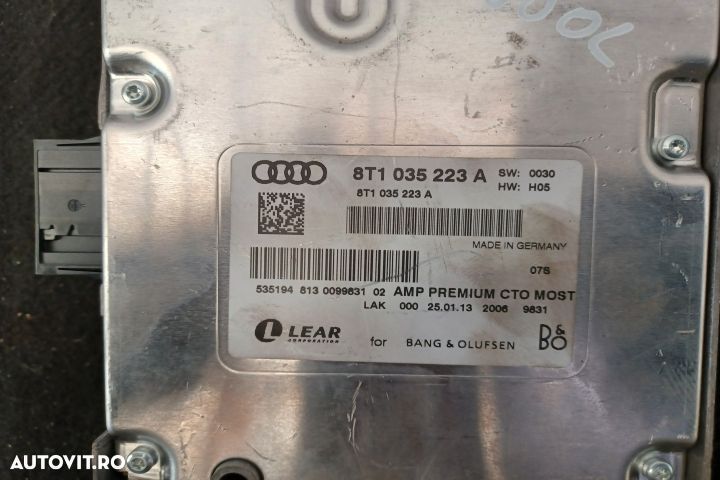 8T1 035 223 A SW: 0030
8T1 035 223 A HW: H05
MADE IN GERMANY
07S
535194 813 0099631 02 AMP PREMIUM CTO MOST
LAK 000 25.01.13 2006 9831
LEAR
CORPORATION
for BANG & OLUFSEN B&O
AUTOVIT.RO